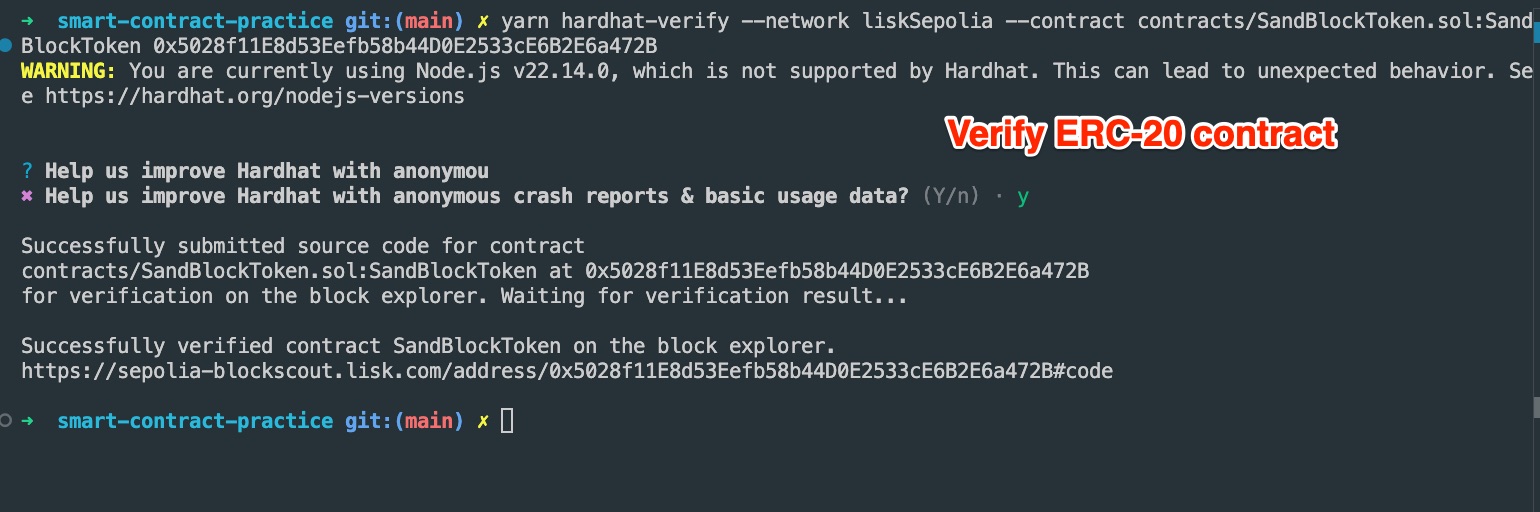 ➜  smart-contract-practice git:(main) ✗ yarn hardhat-verify --network liskSepolia --contract contracts/SandBlockToken.sol:Sand
BlockToken 0x5028f11E8d53Eefb58b44D0E2533cE6B2E6a472B
WARNING: You are currently using Node.js v22.14.0, which is not supported by Hardhat. This can lead to unexpected behavior. Se
e https://hardhat.org/nodejs-versions
Verify ERC-20 contract
? Help us improve Hardhat with anonymou
✖ Help us improve Hardhat with anonymous crash reports & basic usage data? (Y/n) · y
Successfully submitted source code for contract
contracts/SandBlockToken.sol:SandBlockToken at 0x5028f11E8d53Eefb58b44D0E2533cE6B2E6a472B
for verification on the block explorer. Waiting for verification result...
Successfully verified contract SandBlockToken on the block explorer.
https://sepolia-blockscout.lisk.com/address/0x5028f11E8d53Eefb58b44D0E2533cE6B2E6a472B#code
➜  smart-contract-practice git:(main) ✗